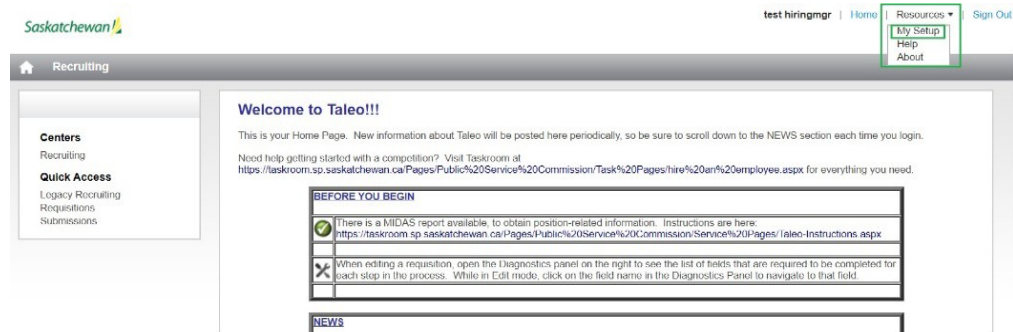 test hiringmgr | Home | Resources ▾ | Sign Out
Saskatchewan
My Setup
Help
About
Recruiting
Centers
Recruiting
Quick Access
Legacy Recruiting
Requisitions
Submissions
Welcome to Taleo!!!
This is your Home Page. New information about Taleo will be posted here periodically, so be sure to scroll down to the NEWS section each time you login.
Need help getting started with a competition? Visit Taskroom at
https://taskroom.sp.saskatchewan.ca/Pages/Public%20Service%20Commission/Task%20Pages/hire%20an%20employee.aspx for everything you need.
BEFORE YOU BEGIN
There is a MIDAS report available, to obtain position-related information. Instructions are here:
https://taskroom.sp.saskatchewan.ca/Pages/Public%20Service%20Commission/Service%20Pages/Taleo-Instructions.aspx
When editing a requisition, open the Diagnostics panel on the right to see the list of fields that are required to be completed for
each step in the process. While in Edit mode, click on the field name in the Diagnostics Panel to navigate to that field.
NEWS